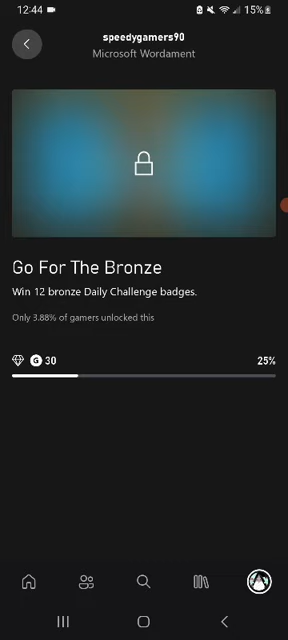 12:44
15%
speedygamers90
Microsoft Wordament
Go For The Bronze
Win 12 bronze Daily Challenge badges.
Only 3.88% of gamers unlocked this
G 30
25%